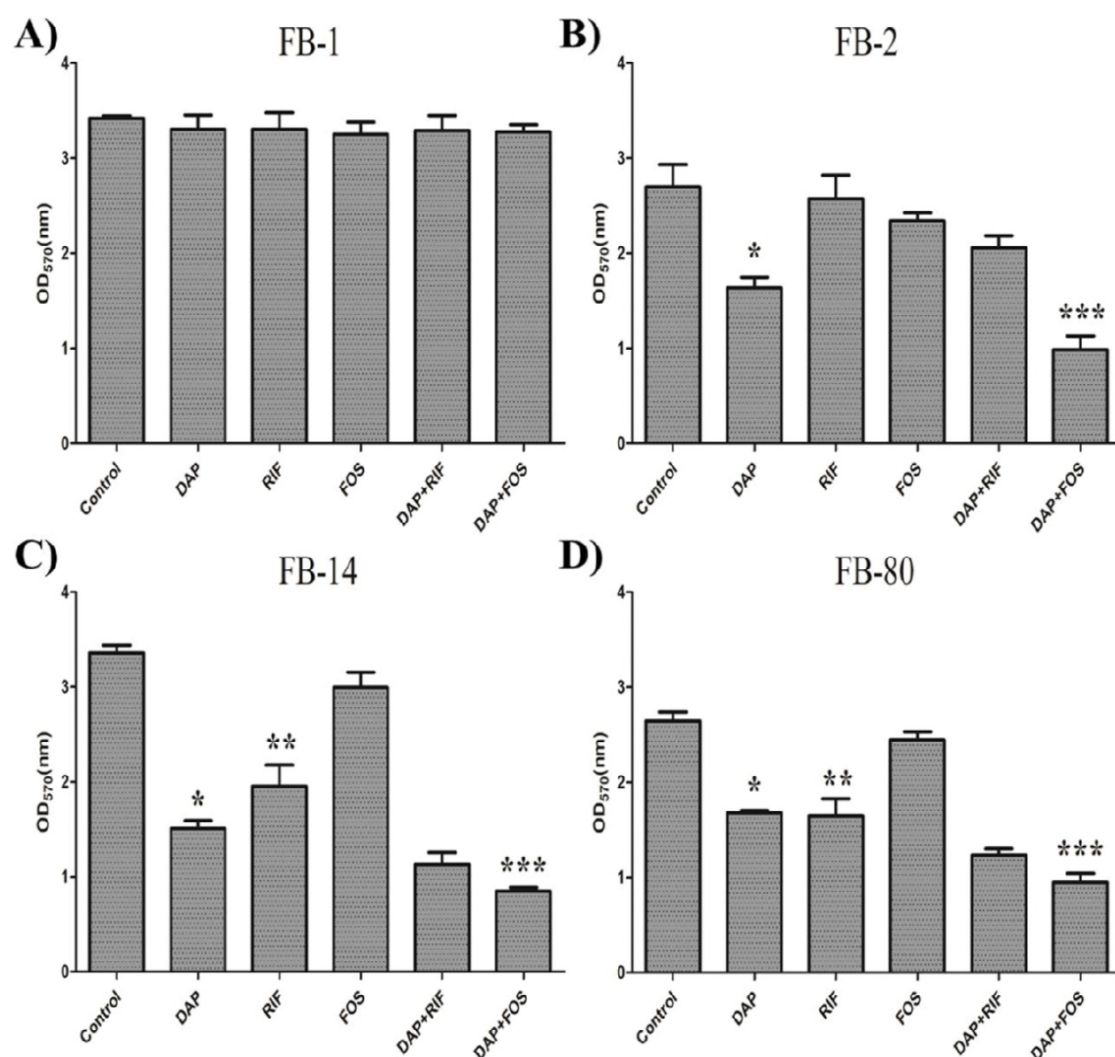 A)
FB-1
OD570(nm)
4
3
2
1
0
Control
DAP
RIF
FOS
DAP+RIF
DAP+FOS
B)
FB-2
OD570(nm)
4
3
2
1
0
*
***
Control
DAP
RIF
FOS
DAP+RIF
DAP+FOS
C)
FB-14
OD570(nm)
4
3
2
1
0
*
**
***
Control
DAP
RIF
FOS
DAP+RIF
DAP+FOS
D)
FB-80
OD570(nm)
4
3
2
1
0
*
**
***
Control
DAP
RIF
FOS
DAP+RIF
DAP+FOS